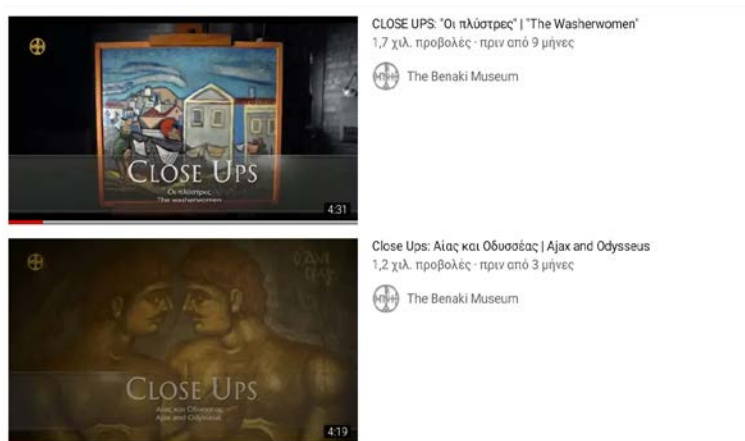 CLOSE UPS: "Οι πλύστρες" | "The Washerwomen"
1,7 χιλ. προβολές · πριν από 9 μήνες
The Benaki Museum
CLOSE UPS
Οι πλύστρες
The washerwomen
4:31
Close Ups: Αίας και Οδυσσέας | Ajax and Odysseus
1,2 χιλ. προβολές · πριν από 3 μήνες
The Benaki Museum
CLOSE UPS
Αίας και Οδυσσέας
Ajax and Odysseus
4:19